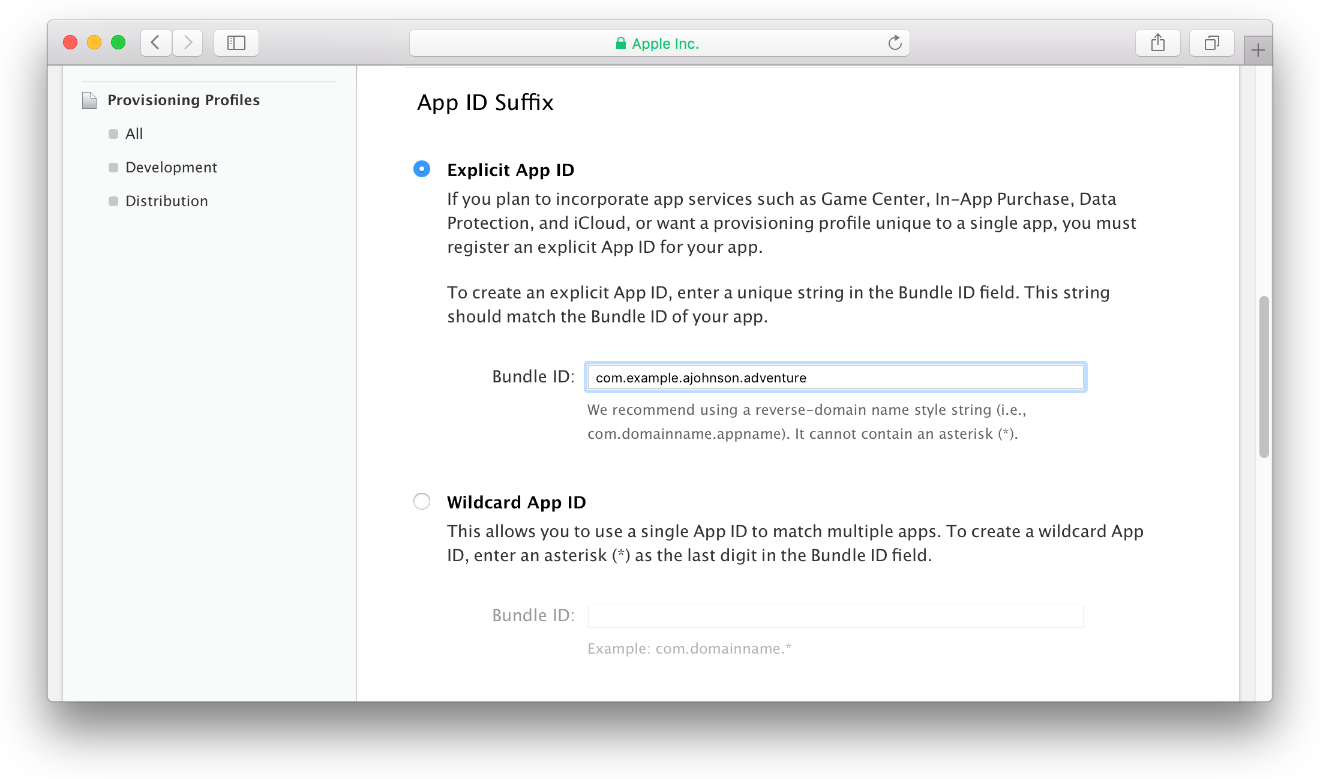 Apple Inc.
Provisioning Profiles
All
Development
Distribution
App ID Suffix
Explicit App ID
If you plan to incorporate app services such as Game Center, In-App Purchase, Data
Protection, and iCloud, or want a provisioning profile unique to a single app, you must
register an explicit App ID for your app.
To create an explicit App ID, enter a unique string in the Bundle ID field. This string
should match the Bundle ID of your app.
Bundle ID: com.example.ajohnson.adventure
We recommend using a reverse-domain name style string (i.e.,
com.domainname.appname). It cannot contain an asterisk (*).
Wildcard App ID
This allows you to use a single App ID to match multiple apps. To create a wildcard App
ID, enter an asterisk (*) as the last digit in the Bundle ID field.
Bundle ID:
Example: com.domainname.*